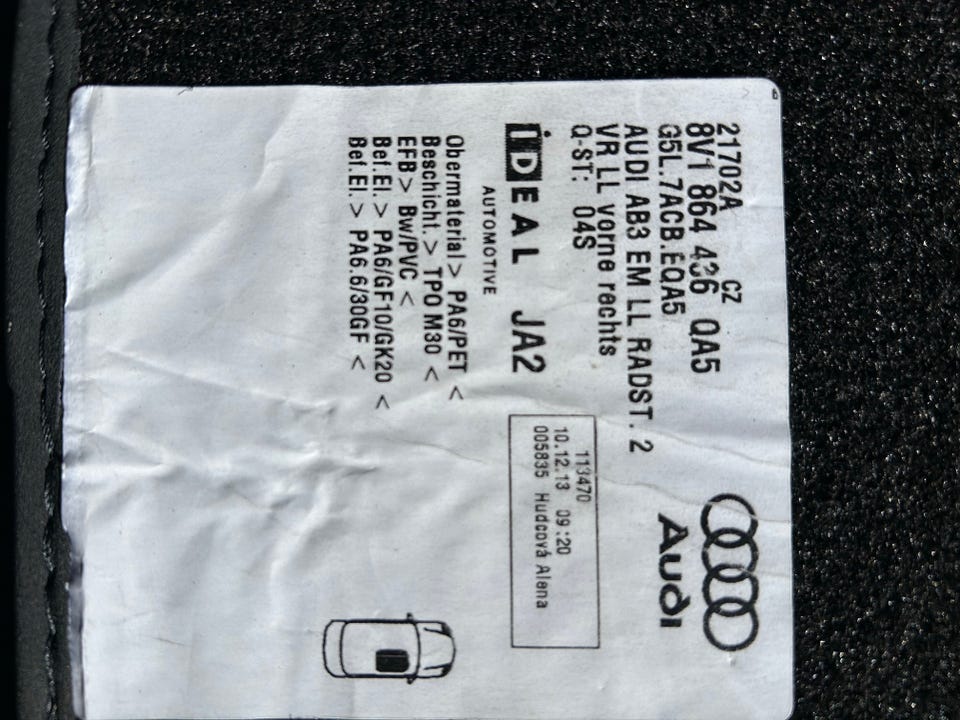 21702A CZ
8V1 864 436 QA5
G5L.7ACB.EQA5
AUDI AB3 EM LL RADST. 2
VR LL vorne rechts
Q-ST: 04S
Audi
IDEAL JA2
AUTOMOTIVE
113470
10.12.13 09:20
005835 Hudcová Alena
Obermaterial> PA6/PET <
Beschicht.> TPO M30 <
EFB> Bw/PVC <
Bef.El.> PA6/GF10/GK20 <
Bef.El.> PA6.6/30GF <